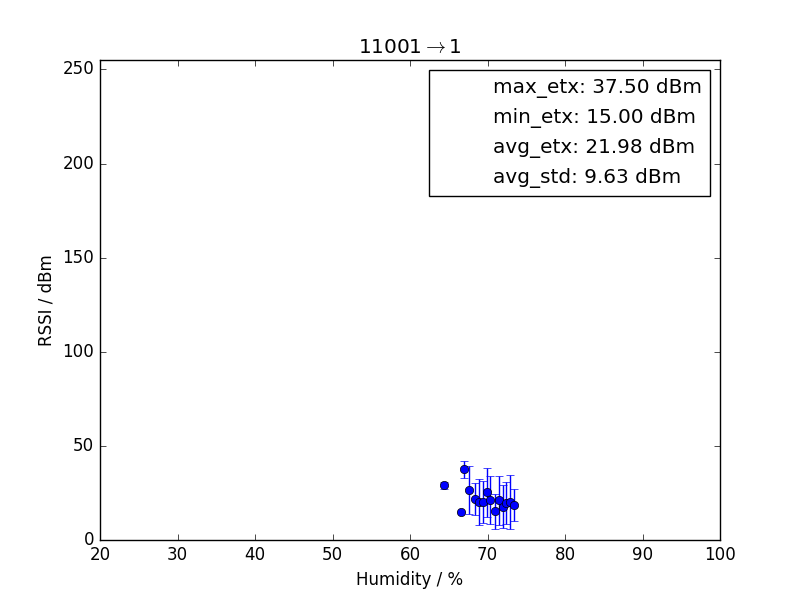 11001→1
max_etx: 37.50 dBm
min_etx: 15.00 dBm
avg_etx: 21.98 dBm
avg_std: 9.63 dBm
RSSI / dBm
250
200
150
100
50
0
20 30 40 50 60 70 80 90 100
Humidity / %